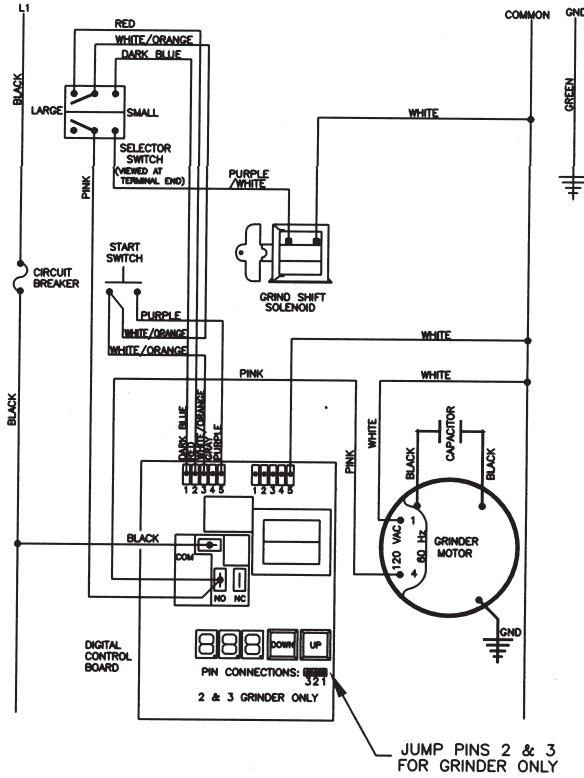 L1
COMMON
GND
RED
WHITE/ORANGE
DARK BLUE
BLACK
LARGE
SMALL
GREEN
WHITE
SELECTOR
SWITCH
(VIEWED AT
TERMINAL END)
PINK
PURPLE
/WHITE
START
SWITCH
CIRCUIT
BREAKER
GRIND SHIFT
SOLENOID
PURPLE
WHITE/ORANGE
WHITE/ORANGE
WHITE
PINK
WHITE
BLACK
DARK BLUE
RED
WHITE/ORANGE
GRAY
PURPLE
WHITE
PINK
BLACK
CAPACITOR
BLACK
1 2 3 4 5
1 2 3 4 5
BLACK
COM
NO
NC
1
120 VAC
60 Hz
4
GRINDER
MOTOR
GND
DIGITAL
CONTROL
BOARD
888
DOWN
UP
PIN CONNECTIONS:
321
2 & 3 GRINDER ONLY
JUMP PINS 2 & 3
FOR GRINDER ONLY